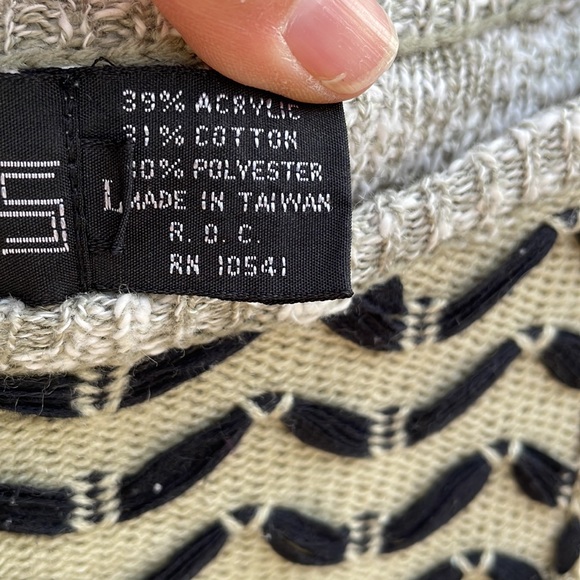 39% ACRYLIC
31% COTTON
30% POLYESTER
L
MADE IN TAIWAN
R. O. C.
RN 10541